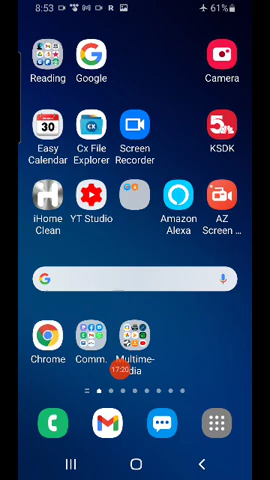 8:53 R 61%
Reading Google Camera
30 CX 5
Easy Calendar Cx File Explorer Screen Recorder KSDK
iHome Clean YT Studio Amazon Alexa AZ Screen ...
G
Chrome Comm. Multime-dia
17:20